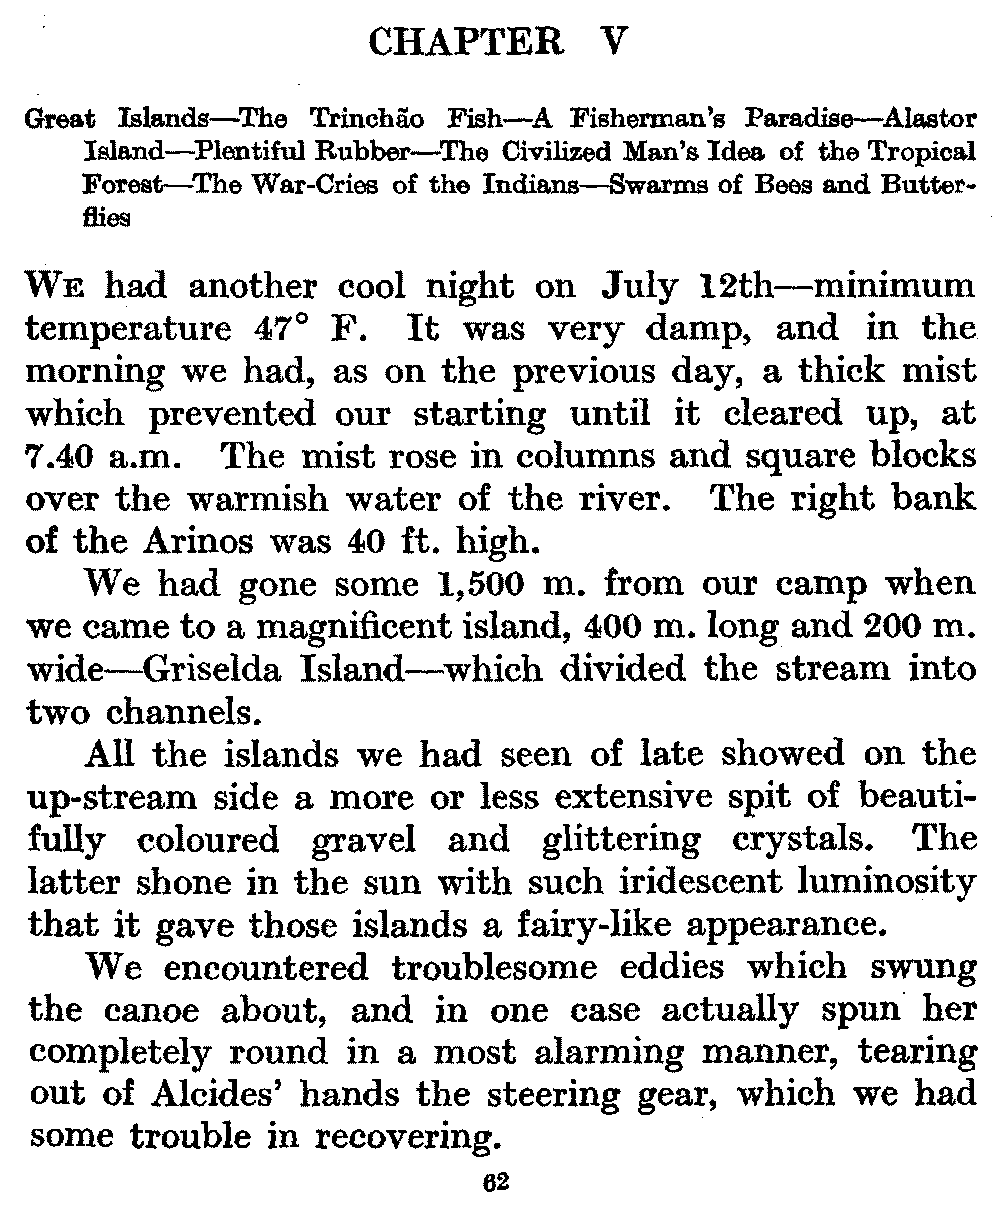 CHAPTER V
Great Islands—The Trinchão Fish—A Fisherman's Paradise—Alastor
Island—Plentiful Rubber—The Civilized Man's Idea of the Tropical
Forest—The War-Cries of the Indians—Swarms of Bees and Butter-
flies
WE had another cool night on July 12th—minimum
temperature 47° F. It was very damp, and in the
morning we had, as on the previous day, a thick mist
which prevented our starting until it cleared up, at
7.40 a.m. The mist rose in columns and square blocks
over the warmish water of the river. The right bank
of the Arinos was 40 ft. high.
We had gone some 1,500 m. from our camp when
we came to a magnificent island, 400 m. long and 200 m.
wide—Griselda Island—which divided the stream into
two channels.
All the islands we had seen of late showed on the
up-stream side a more or less extensive spit of beauti-
fully coloured gravel and glittering crystals. The
latter shone in the sun with such iridescent luminosity
that it gave those islands a fairy-like appearance.
We encountered troublesome eddies which swung
the canoe about, and in one case actually spun her
completely round in a most alarming manner, tearing
out of Alcides' hands the steering gear, which we had
some trouble in recovering.
62